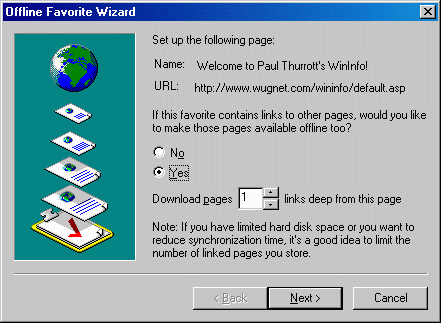 Offline Favorite Wizard
Set up the following page:
Name: Welcome to Paul Thurrott's WinInfo!
URL: http://www.wugnet.com/wininfo/default.asp
If this favorite contains links to other pages, would you like
to make those pages available offline too?
No
Yes
Download pages 1 links deep from this page
Note: If you have limited hard disk space or you want to
reduce synchronization time, it's a good idea to limit the
number of linked pages you store.
< Back Next > Cancel